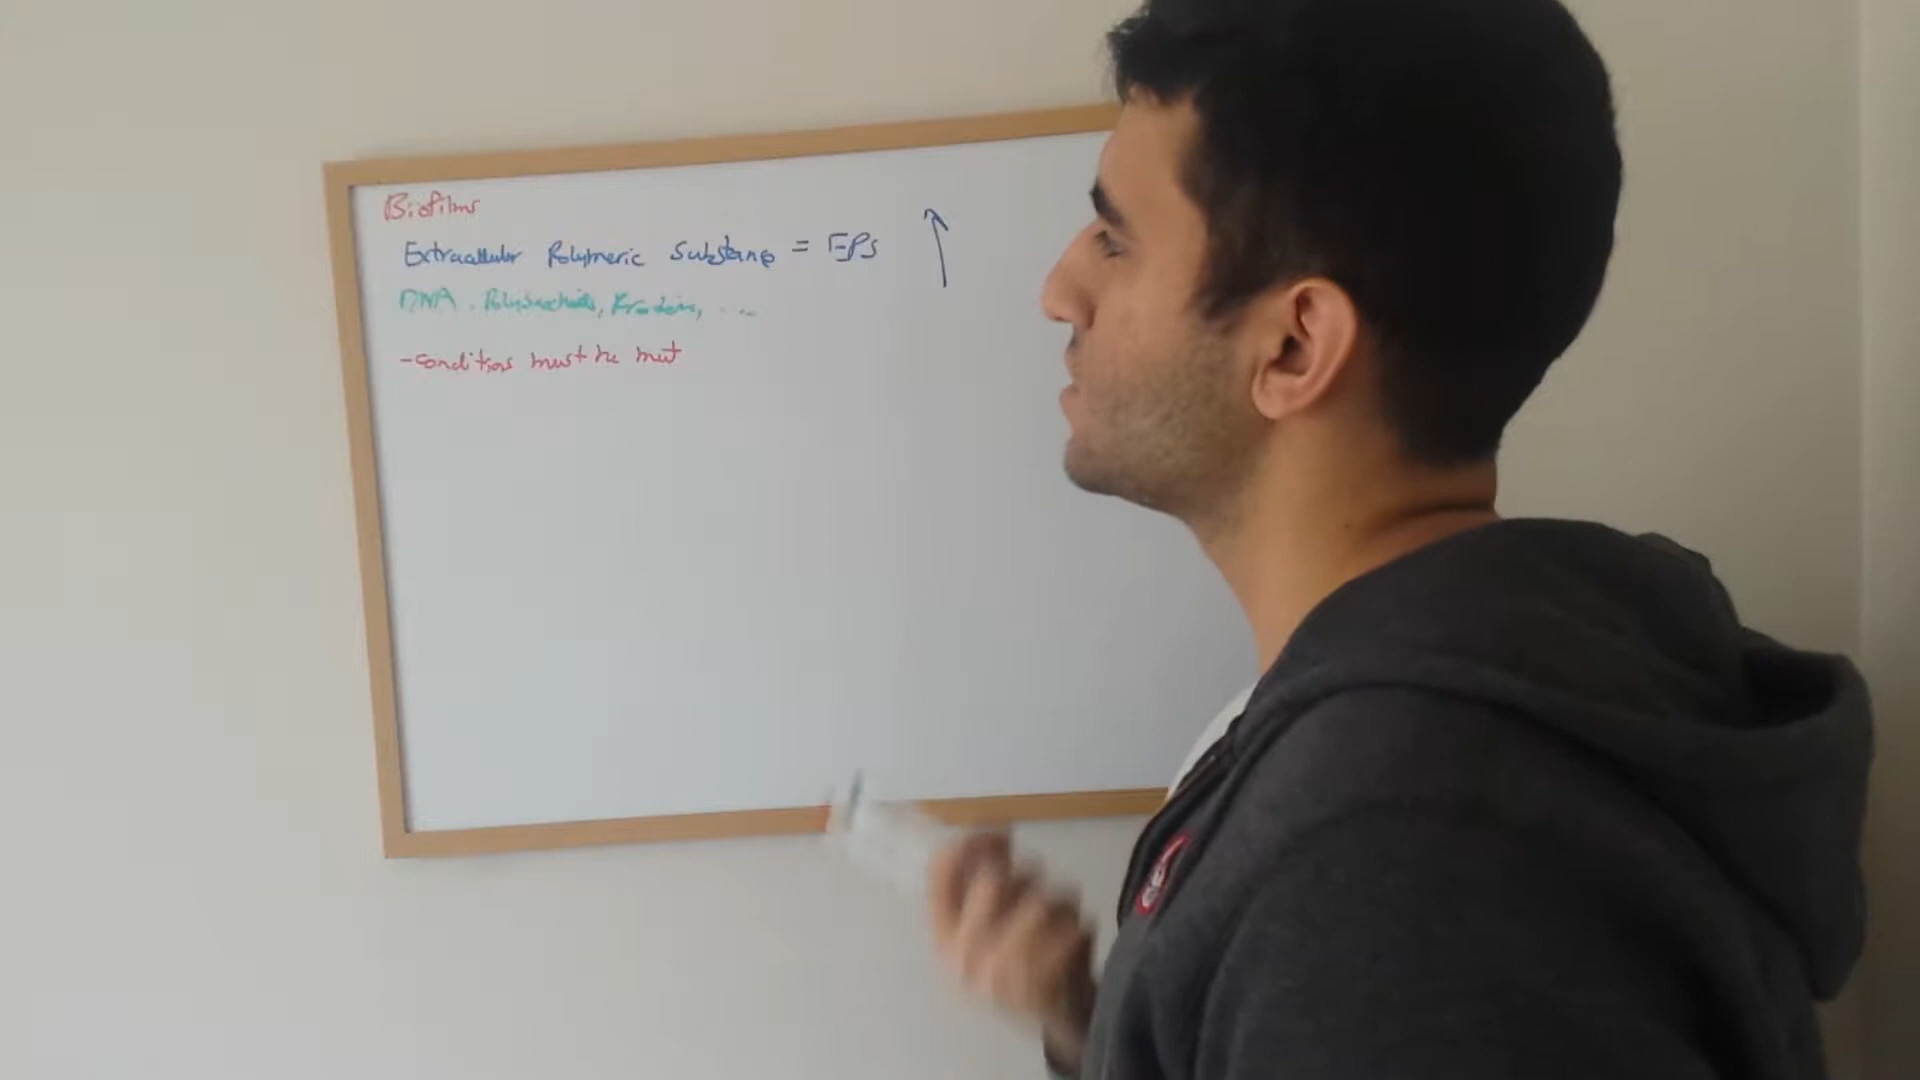 Biofilms
Extracellular Polymeric Substance = EPS
DNA, Polysaccharides, Proteins, ...
- conditions must be met